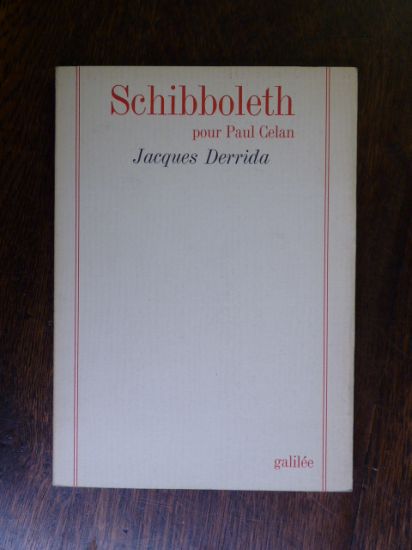 Schibboleth
pour Paul Celan
Jacques Derrida
galilée